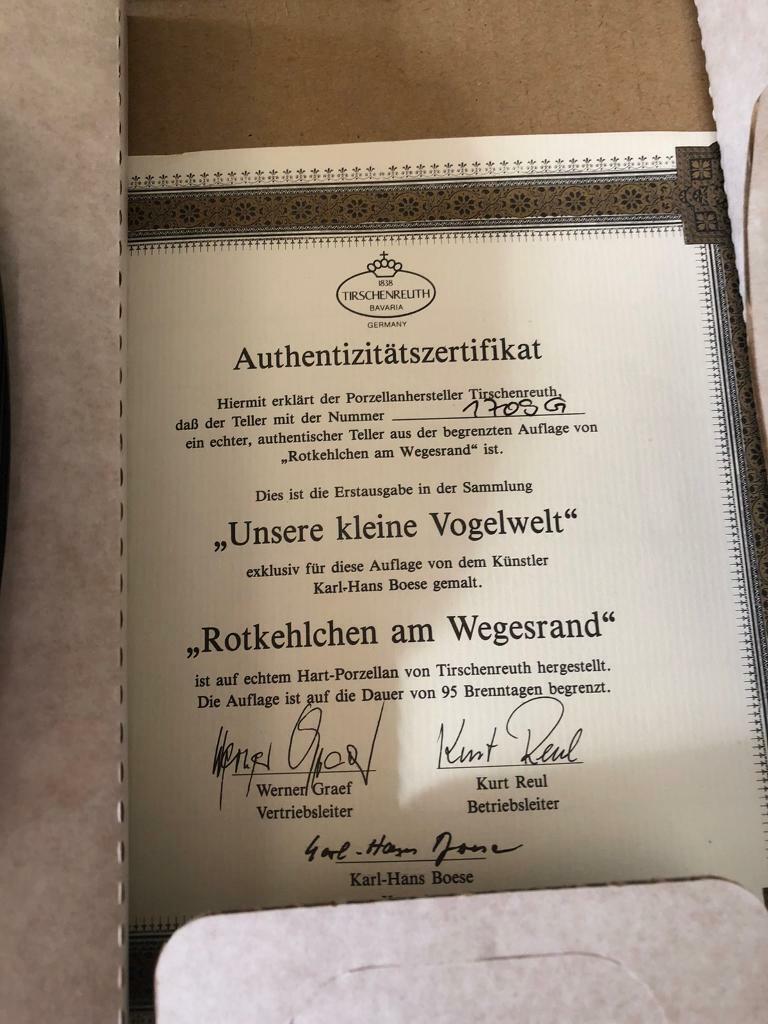 1838
TIRSCHENREUTH
BAVARIA
GERMANY
Authentizitätszertifikat
Hiermit erklärt der Porzellanhersteller Tirschenreuth,
daß der Teller mit der Nummer 1709G
ein echter, authentischer Teller aus der begrenzten Auflage von
„Rotkehlchen am Wegesrand“ ist.
Dies ist die Erstausgabe in der Sammlung
„Unsere kleine Vogelwelt“
exklusiv für diese Auflage von dem Künstler
Karl-Hans Boese gemalt.
„Rotkehlchen am Wegesrand“
ist auf echtem Hart-Porzellan von Tirschenreuth hergestellt.
Die Auflage ist auf die Dauer von 95 Brenntagen begrenzt.
Werner Graef Kurt Reul
Werner Graef Kurt Reul
Vertriebsleiter Betriebsleiter
Karl-Hans Boese
Karl-Hans Boese